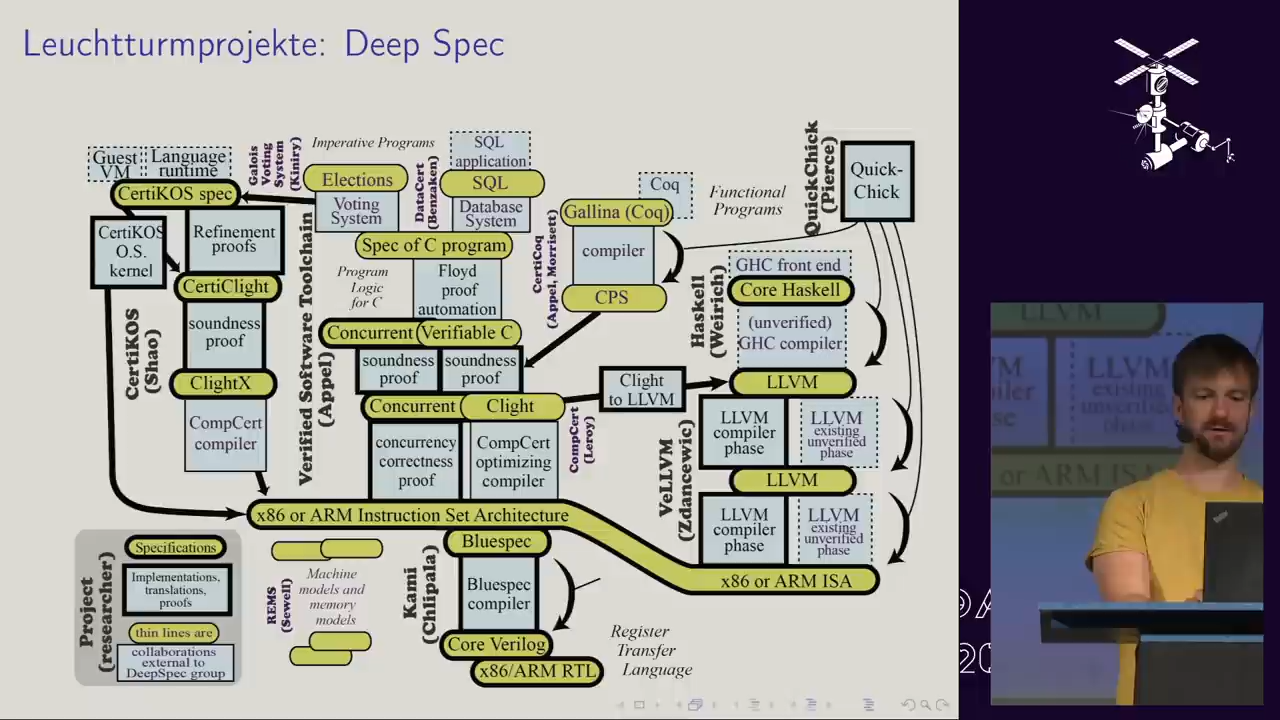 Leuchtturmprojekte: Deep Spec
Guest
VM
Language
runtime
CertiKOS spec
CertiKOS
O.S.
kernel
Refinement
proofs
CertiClight
soundness
proof
ClightX
CompCert
compiler
CertiKOS
(Shao)
Galois
Voting
System
(Kiniry)
Imperative Programs
Elections
Voting
System
DataCert
(Benzaken)
SQL
application
SQL
Database
System
Spec of C program
Program
Logic
for C
Floyd
proof
automation
Verified Software Toolchain
(Appel)
Concurrent
Verifiable C
soundness
proof
soundness
proof
Concurrent
Clight
concurrency
correctness
proof
CompCert
optimizing
compiler
CompCert
(Leroy)
Coq
Gallina (Coq)
compiler
CPS
CertiCoq
(Appel, Morrisett)
Functional
Programs
QuickChick
(Pierce)
Quick-
Chick
GHC front end
Core Haskell
(unverified)
GHC compiler
Haskell
(Weirich)
Clight
to LLVM
LLVM
LLVM
compiler
phase
LLVM
existing
unverified
phase
VeLLVM
(Zdancewic)
LLVM
LLVM
compiler
phase
LLVM
existing
unverified
phase
x86 or ARM Instruction Set Architecture
x86 or ARM ISA
Bluespec
Bluespec
compiler
Core Verilog
x86/ARM RTL
Kami
(Chlipala)
Register
Transfer
Language
REMS
(Sewell)
Machine
models and
memory
models
Project
(researcher)
Specifications
Implementations,
translations,
proofs
thin lines are
collaborations
external to
DeepSpec group
LLVM
existing
unverified
phase
or ARM ISA